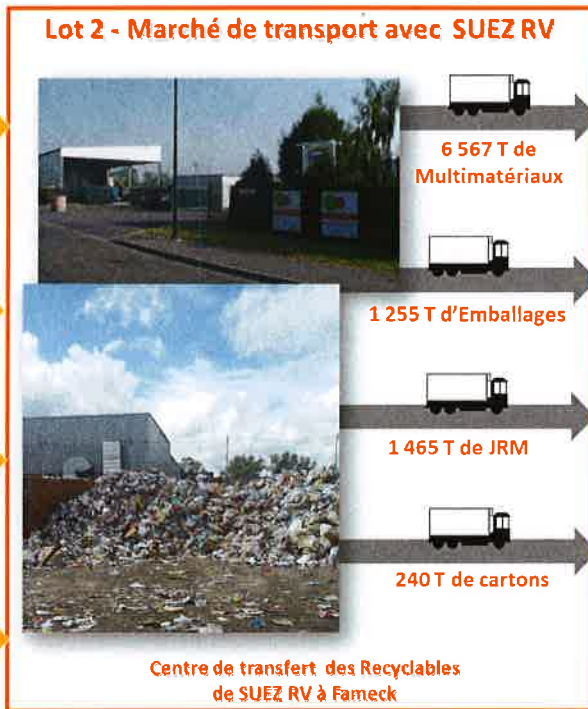 Lot 2 - Marché de transport avec SUEZ RV
6 567 T de
Multimatériaux
1 255 T d'Emballages
1 465 T de JRM
240 T de cartons
Centre de transfert des Recyclables
de SUEZ RV à Fameck